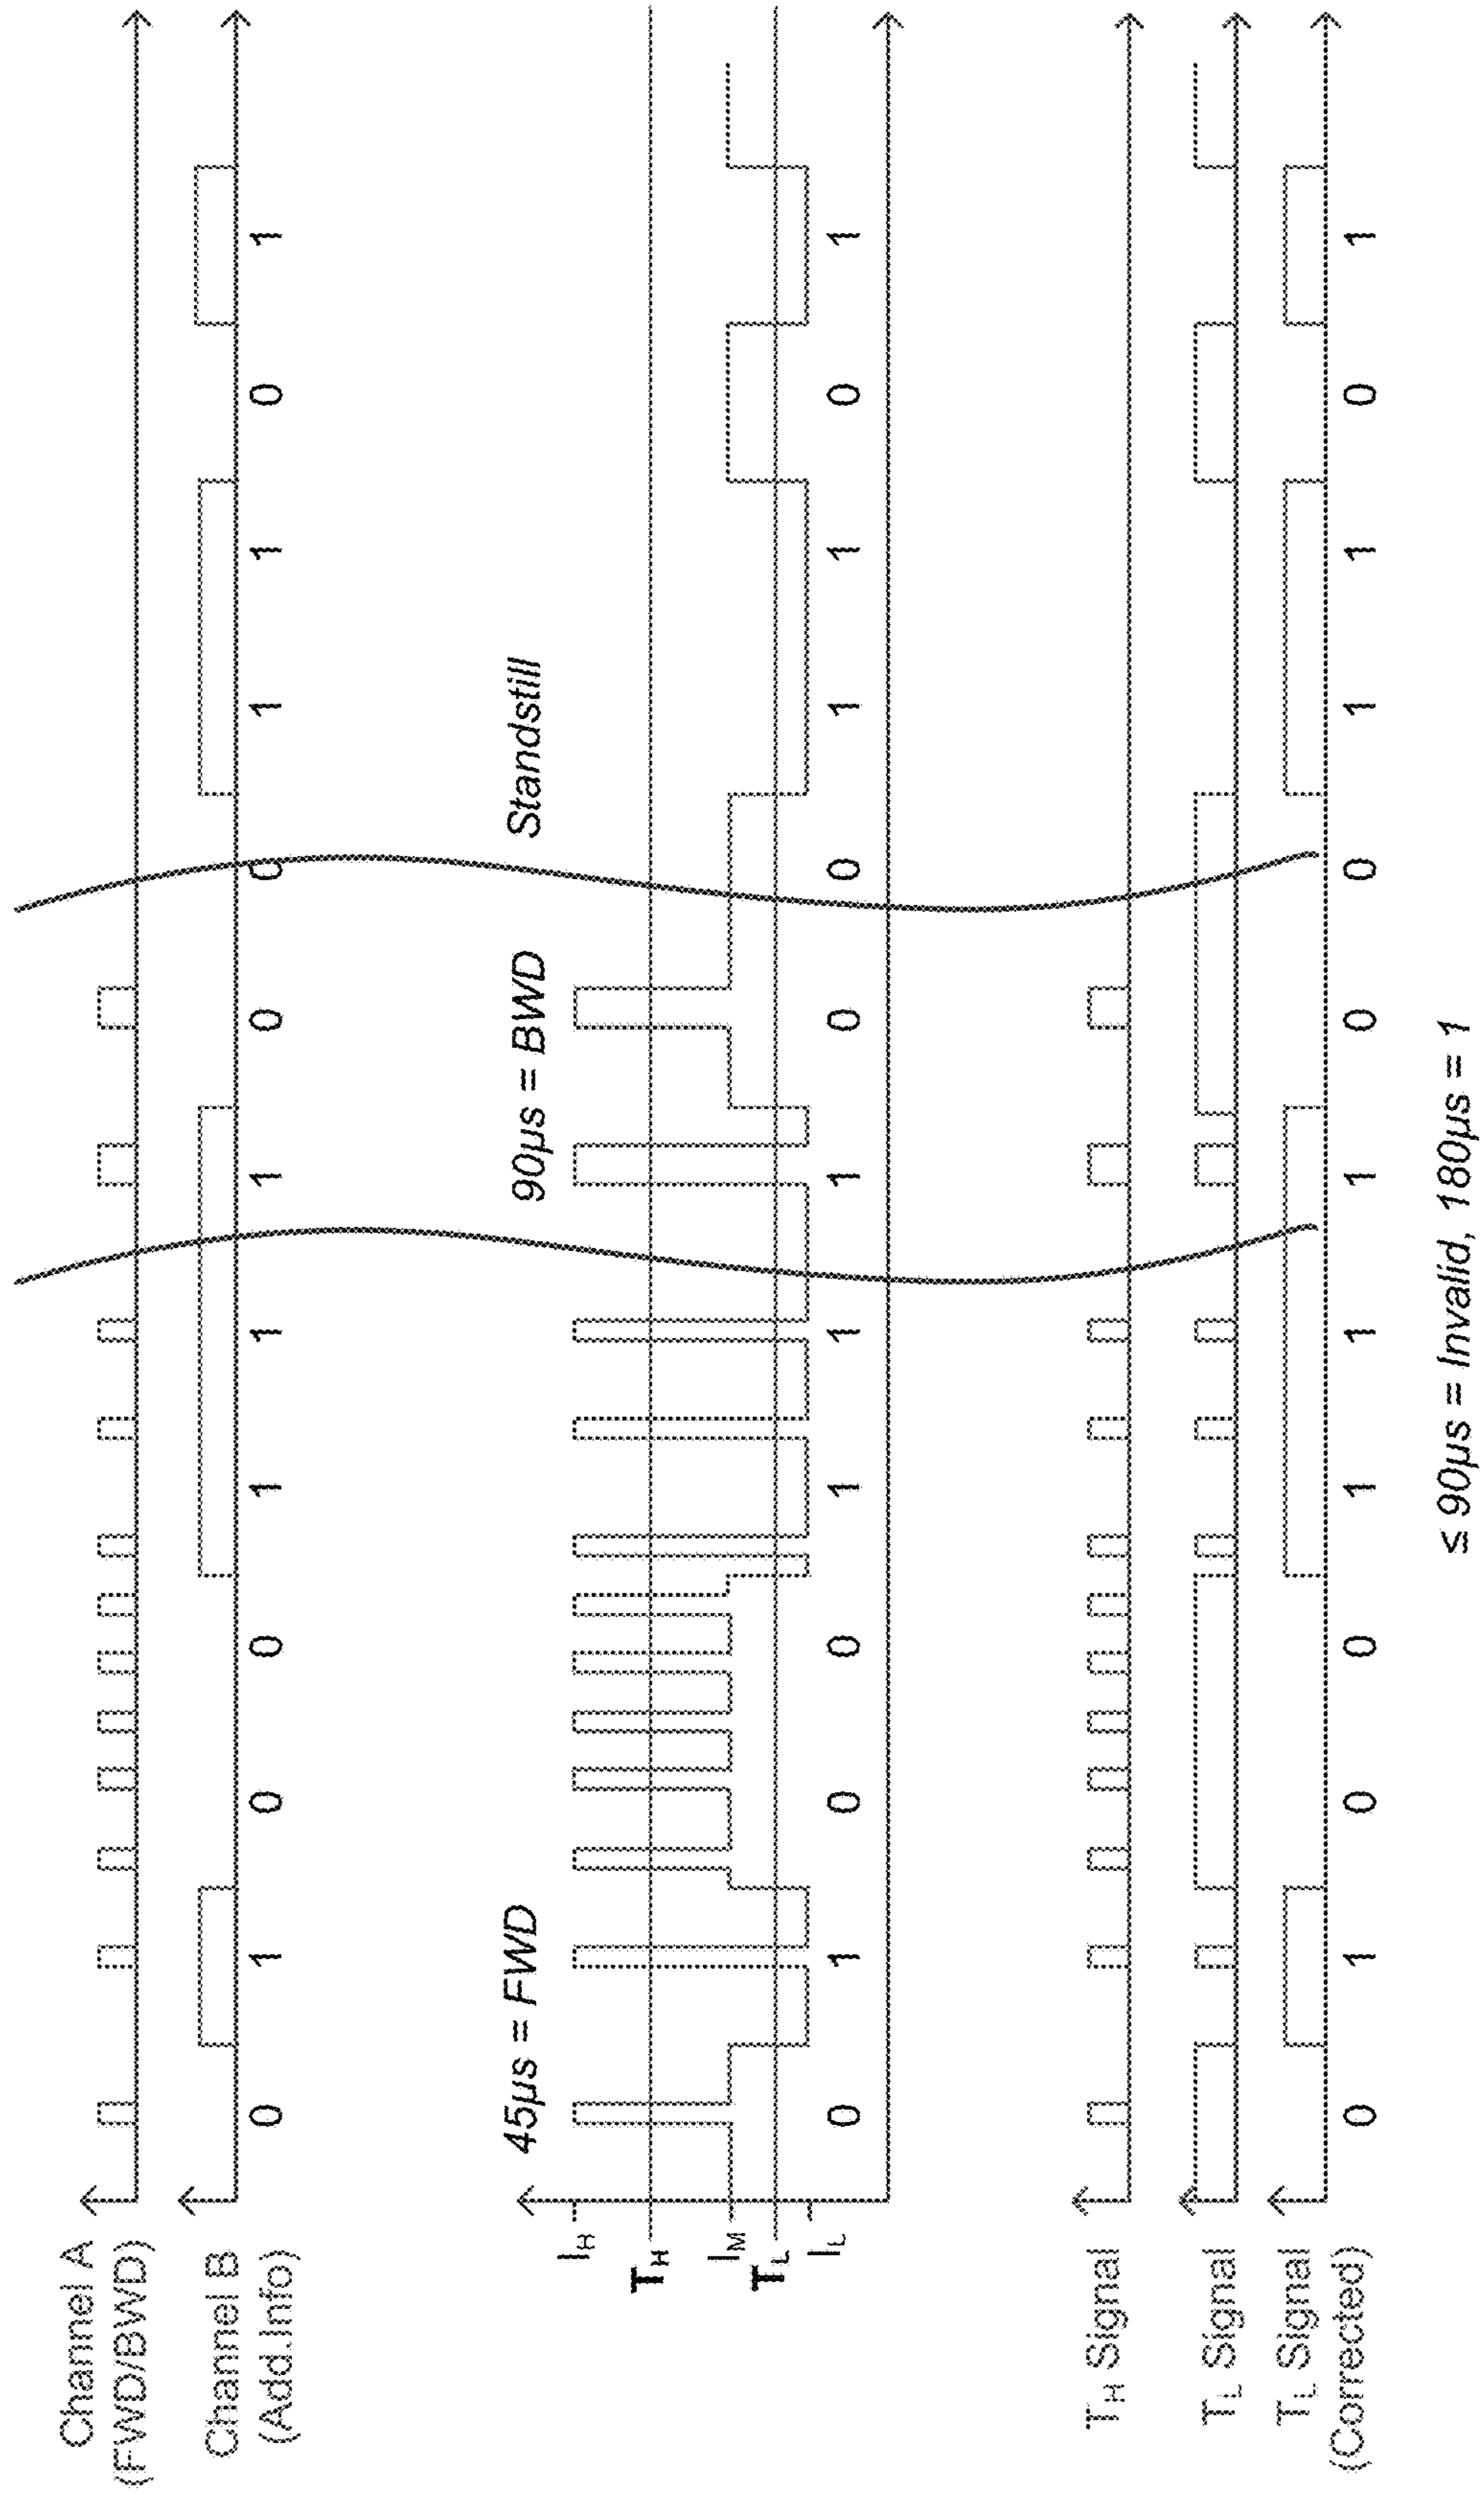 Channel A
(FWD/BWD)
Channel B
(Add.Info)
0 1 0 0 1 1 1 0 0 1 1 0 1
45µs = FWD
90µs = BWD
Standstill
I_H
T_H
I_M
T_L
I_L
0 1 0 0 1 1 1 0 0 1 1 0 1
T_H Signal
T_L Signal
T_L Signal
(Corrected)
0 1 0 0 1 1 1 0 0 1 1 0 1
≤ 90µs = Invalid, 180µs = 1